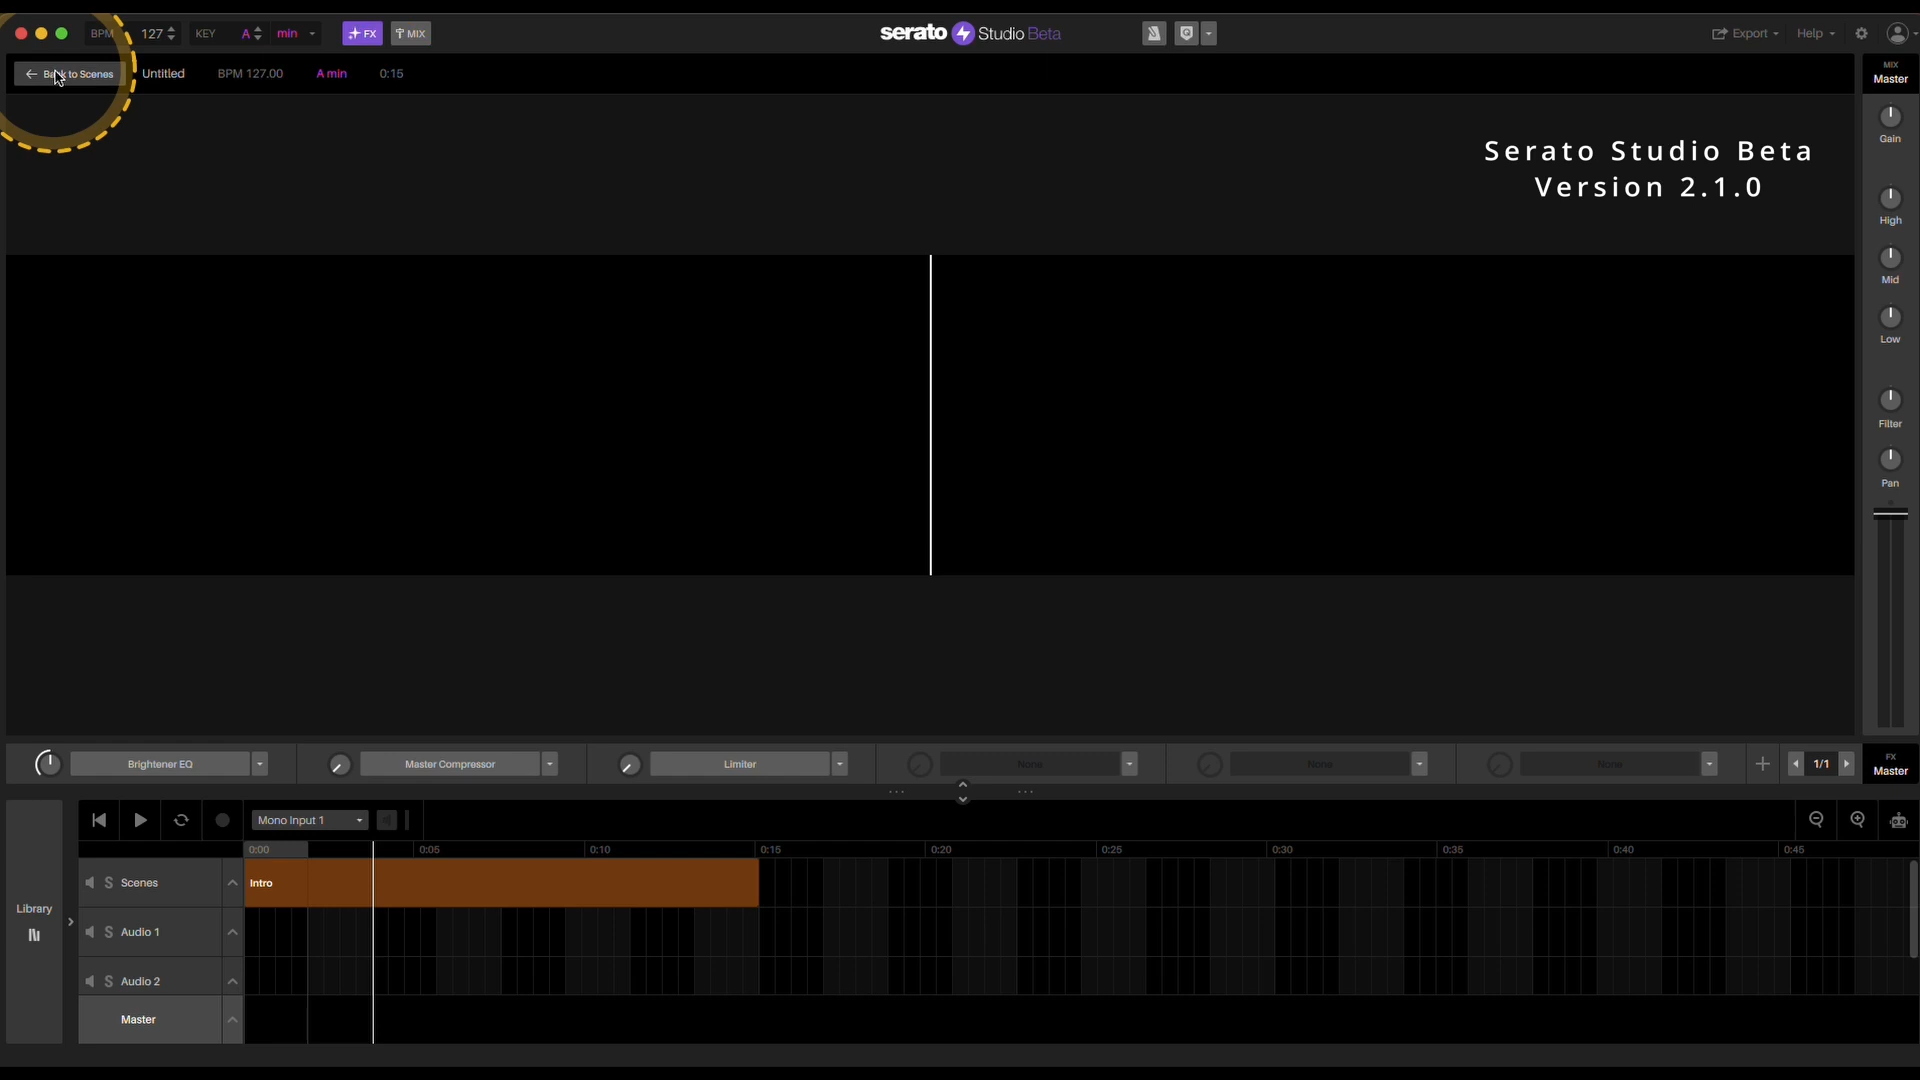 BPM 127 KEY A min FX MIX serato Studio Beta Export Help
Back to Scenes Untitled BPM 127.00 A min 0:15
MIX
Master
Gain
Serato Studio Beta
Version 2.1.0
High
Mid
Low
Filter
Pan
Brightener EQ Master Compressor Limiter None None None 1/1
FX
Master
Mono Input 1
0:00 0:05 0:10 0:15 0:20 0:25 0:30 0:35 0:40 0:45
S Scenes Intro
Library
S Audio 1
S Audio 2
Master